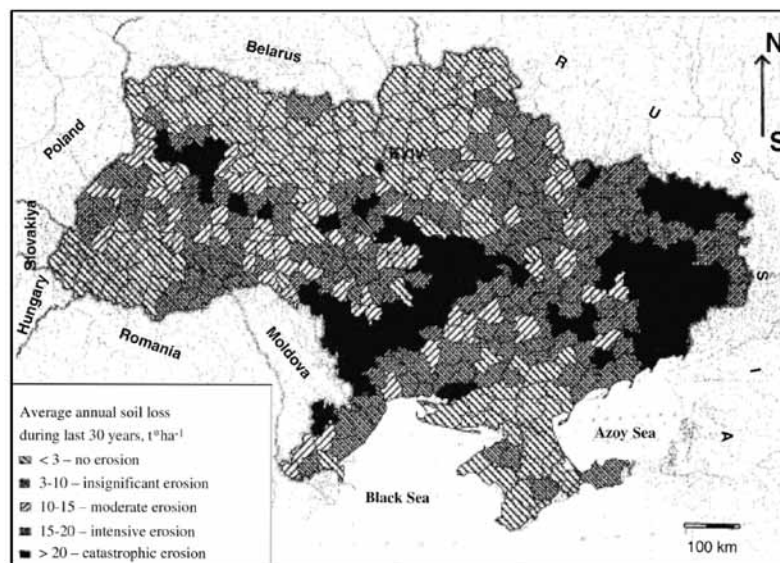 Belarus
N
S
R
U
S
S
I
A
Poland
Kyiv
Slovakiya
Hungary
Romania
Moldova
Average annual soil loss
during last 30 years, t*ha-1
< 3 – no erosion
3-10 – insignificant erosion
10-15 – moderate erosion
15-20 – intensive erosion
> 20 – catastrophic erosion
Azoy Sea
Black Sea
100 km